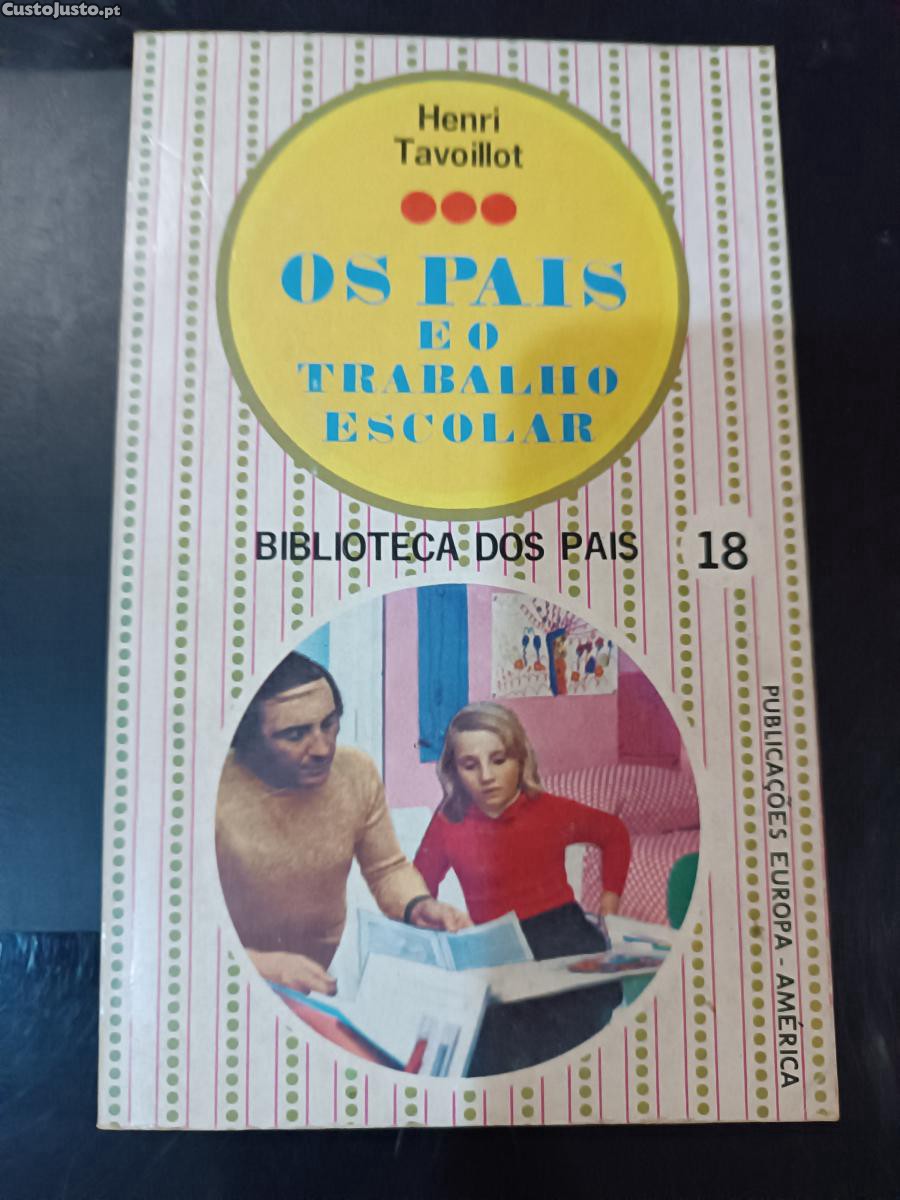 CustoJusto.pt
Henri
Tavoillot
OS PAIS
E O
TRABALHO
ESCOLAR
BIBLIOTECA DOS PAIS
18
PUBLICAÇÕES EUROPA-AMÉRICA